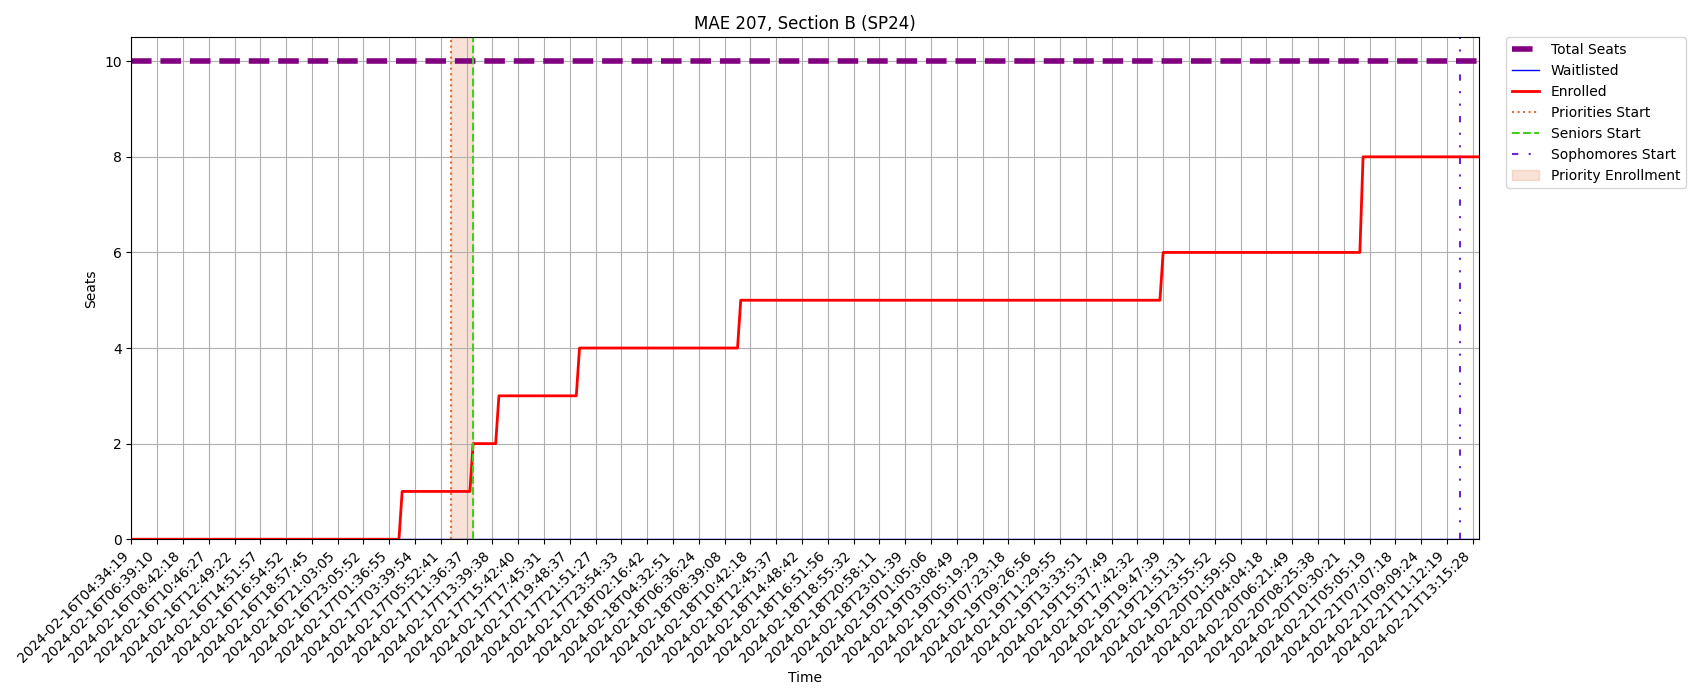 MAE 207, Section B (SP24)
Total Seats
Waitlisted
Enrolled
Priorities Start
Seniors Start
Sophomores Start
Priority Enrollment
Seats
10
8
6
4
2
0
2024-02-16T04:34:19
2024-02-16T06:39:10
2024-02-16T08:42:18
2024-02-16T10:46:27
2024-02-16T12:49:22
2024-02-16T14:51:57
2024-02-16T16:54:52
2024-02-16T18:57:45
2024-02-16T21:03:05
2024-02-16T23:05:52
2024-02-17T01:36:55
2024-02-17T03:39:54
2024-02-17T05:52:41
2024-02-17T11:36:37
2024-02-17T13:39:38
2024-02-17T15:42:40
2024-02-17T17:45:31
2024-02-17T19:48:37
2024-02-17T21:51:27
2024-02-17T23:54:33
2024-02-18T02:16:42
2024-02-18T04:32:51
2024-02-18T06:36:24
2024-02-18T08:39:08
2024-02-18T10:42:18
2024-02-18T12:45:37
2024-02-18T14:48:42
2024-02-18T16:51:56
2024-02-18T18:55:32
2024-02-18T20:58:11
2024-02-18T23:01:39
2024-02-19T01:05:06
2024-02-19T03:08:49
2024-02-19T05:19:29
2024-02-19T07:23:18
2024-02-19T09:26:56
2024-02-19T11:29:55
2024-02-19T13:33:51
2024-02-19T15:37:49
2024-02-19T17:42:32
2024-02-19T19:47:39
2024-02-19T21:51:31
2024-02-19T23:55:52
2024-02-20T01:59:50
2024-02-20T04:04:18
2024-02-20T06:21:49
2024-02-20T08:25:38
2024-02-20T10:30:21
2024-02-21T05:05:19
2024-02-21T07:07:18
2024-02-21T09:09:24
2024-02-21T11:12:19
2024-02-21T13:15:28
Time